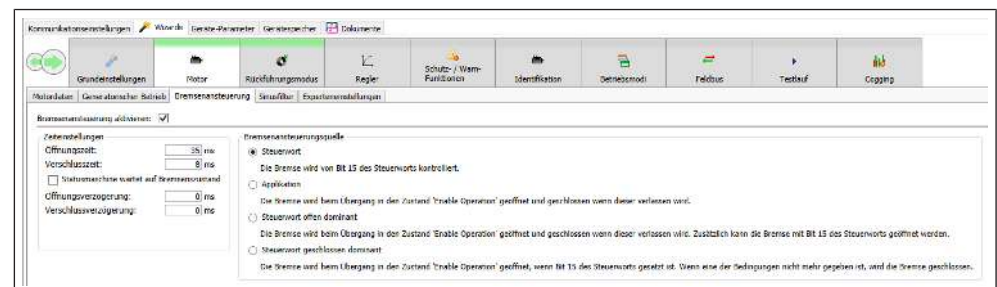 Kommunikationseinstellungen Wizards Geräte-Parameter Gerätespeicher Dokumente
Grundeinstellungen Motor Rückführungsmodus Regler Schutz- / Warn-Funktionen Identifikation Betriebsmodi Feldbus Testlauf Cogging
Motordaten Generatorischer Betrieb Bremsenansteuerung Sinusfilter Experteneinstellungen
Bremsenansteuerung aktivieren:
Zeiteinstellungen
Öffnungszeit: 35 ms
Verschlusszeit: 8 ms
Statusmaschine wartet auf Bremsenzustand
Öffnungsverzögerung: 0 ms
Verschlussverzögerung: 0 ms
Bremsenansteuerungsquelle
Steuerwort
Die Bremse wird von Bit 15 des Steuerworts kontrolliert.
Applikation
Die Bremse wird beim Übergang in den Zustand 'Enable Operation' geöffnet und geschlossen wenn dieser verlassen wird.
Steuerwort offen dominant
Die Bremse wird beim Übergang in den Zustand 'Enable Operation' geöffnet und geschlossen wenn dieser verlassen wird. Zusätzlich kann die Bremse mit Bit 15 des Steuerworts geöffnet werden.
Steuerwort geschlossen dominant
Die Bremse wird beim Übergang in den Zustand 'Enable Operation' geöffnet, wenn Bit 15 des Steuerworts gesetzt ist. Wenn eine der Bedingungen nicht mehr gegeben ist, wird die Bremse geschlossen.